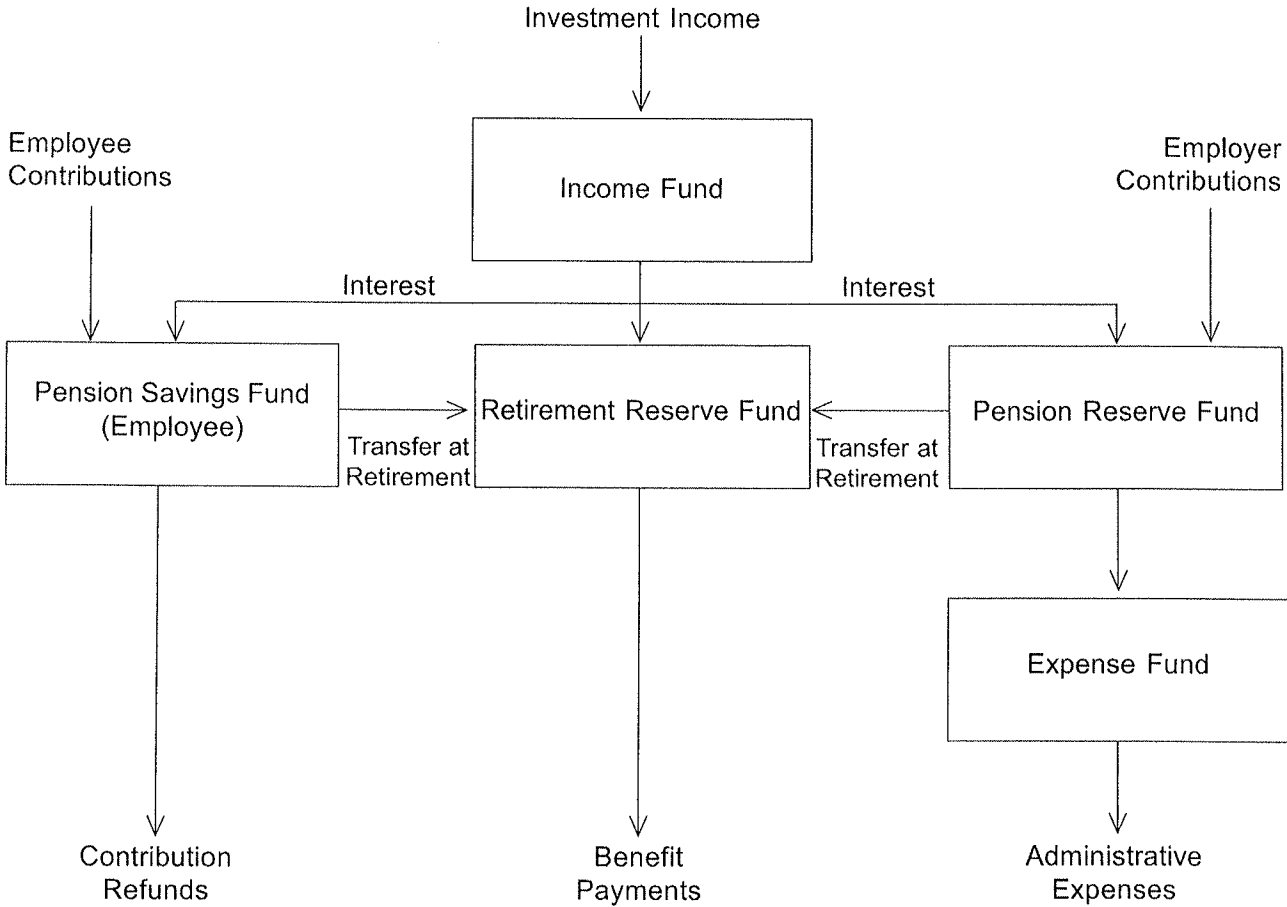 Investment Income
Employee
Contributions
Income Fund
Employer
Contributions
Interest
Interest
Pension Savings Fund
(Employee)
Retirement Reserve Fund
Pension Reserve Fund
Transfer at
Retirement
Transfer at
Retirement
Expense Fund
Contribution
Refunds
Benefit
Payments
Administrative
Expenses